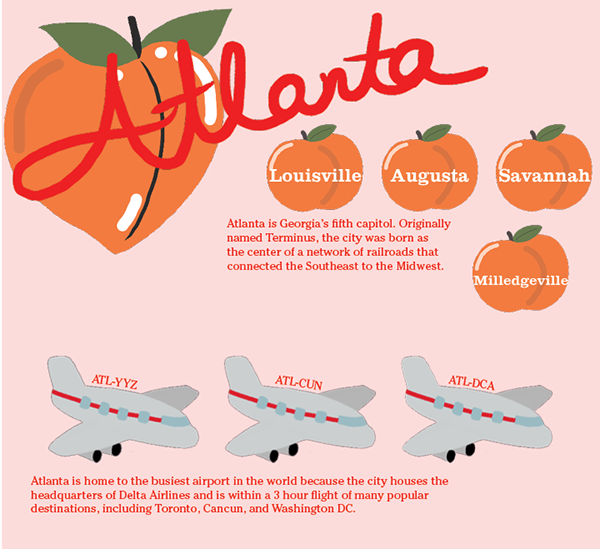 Atlanta
Louisville
Augusta
Savannah
Atlanta is Georgia's fifth capitol. Originally
named Terminus, the city was born as
the center of a network of railroads that
connected the Southeast to the Midwest.
Milledgeville
ATL-YYZ
ATL-CUN
ATL-DCA
Atlanta is home to the busiest airport in the world because the city houses the
headquarters of Delta Airlines and is within a 3 hour flight of many popular
destinations, including Toronto, Cancun, and Washington DC.